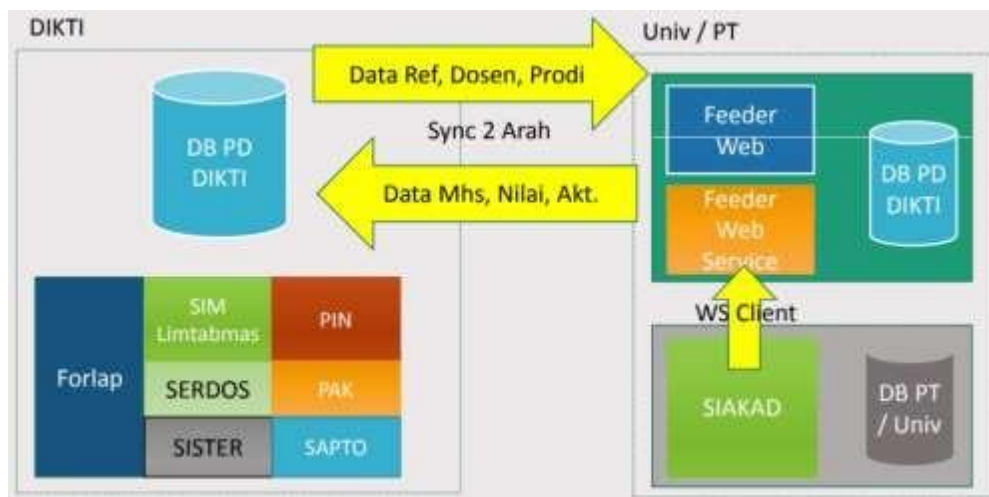 DIKTI
Univ / PT
Data Ref, Dosen, Prodi
Sync 2 Arah
Data Mhs, Nilai, Akt.
DB PD
DIKTI
Feeder
Web
Feeder
Web
Service
DB PD
DIKTI
WS Client
SIAKAD
DB PT
/ Univ
Forlap
SIM
Limtabmas
PIN
SERDOS
PAK
SISTER
SAPTO